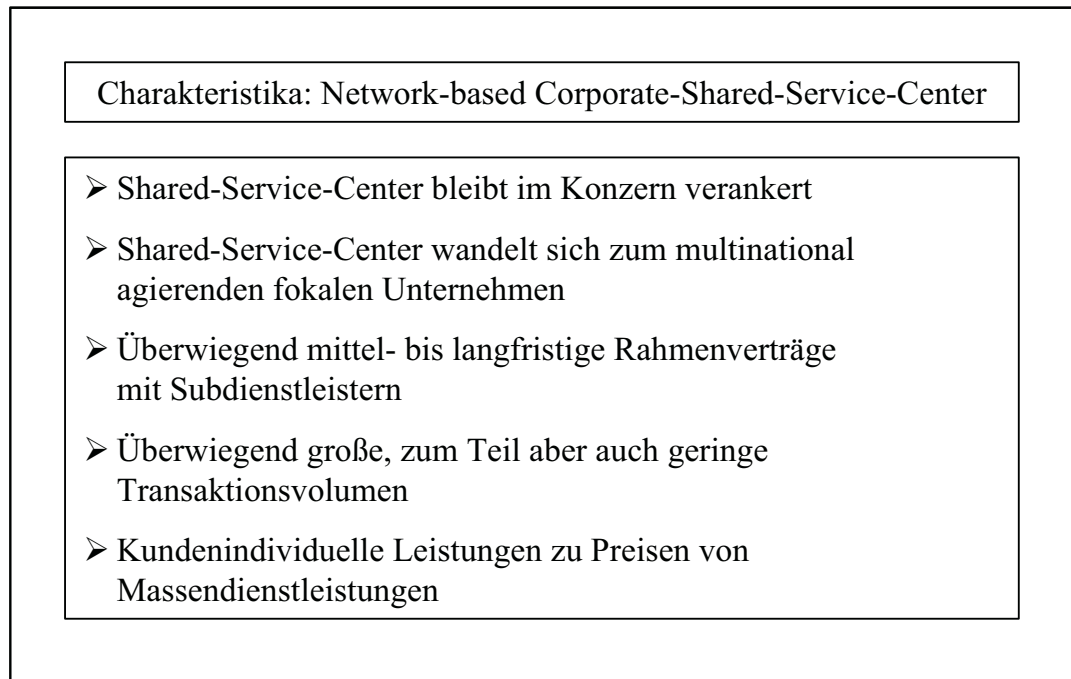 Charakteristika: Network-based Corporate-Shared-Service-Center
➢ Shared-Service-Center bleibt im Konzern verankert
➢ Shared-Service-Center wandelt sich zum multinational
agierenden fokalen Unternehmen
➢ Überwiegend mittel- bis langfristige Rahmenverträge
mit Subdienstleistern
➢ Überwiegend große, zum Teil aber auch geringe
Transaktionsvolumen
➢ Kundenindividuelle Leistungen zu Preisen von
Massendienstleistungen